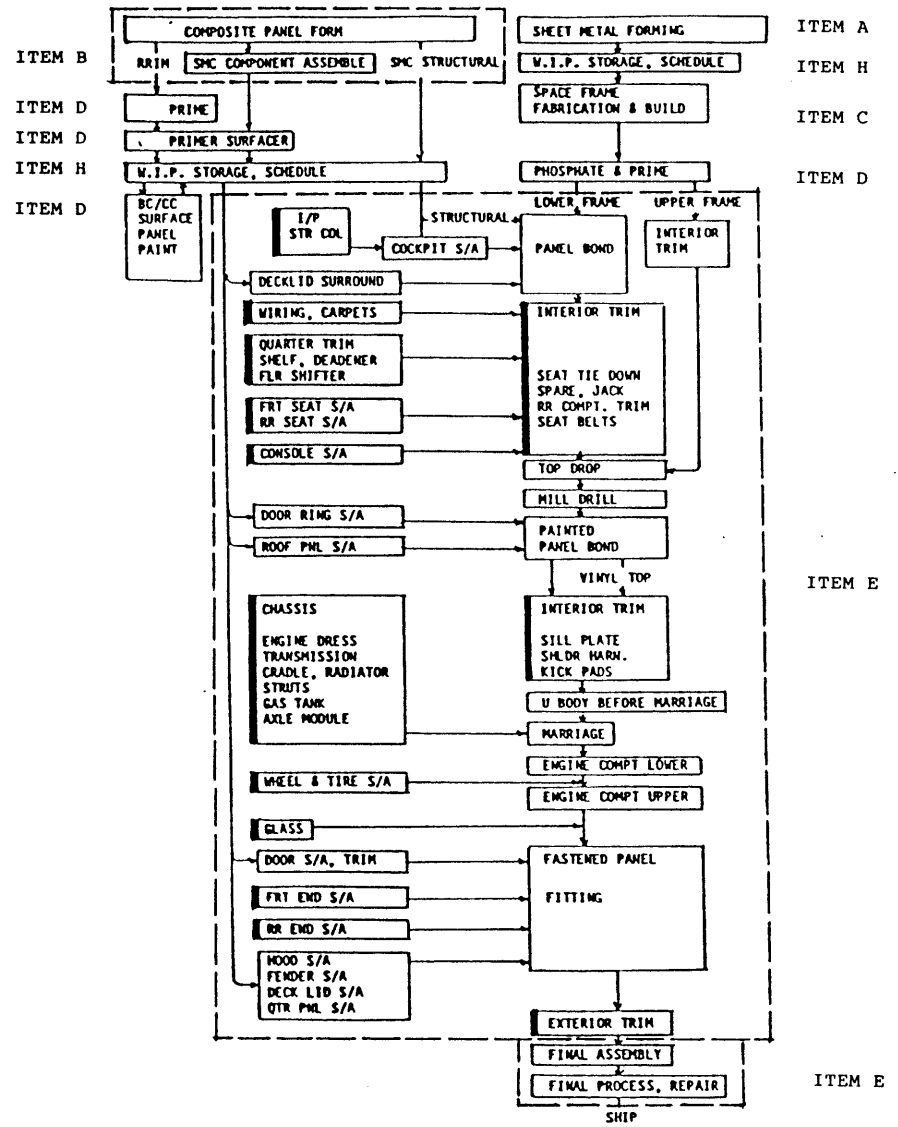 COMPOSITE PANEL FORM
SHEET METAL FORMING
ITEM A
ITEM B
RRIM
SMC COMPONENT ASSEMBLE
SMC STRUCTURAL
W.I.P. STORAGE, SCHEDULE
ITEM H
SPACE FRAME
FABRICATION & BUILD
ITEM C
ITEM D
PRIME
ITEM D
PRIMER SURFACER
ITEM H
W.I.P. STORAGE, SCHEDULE
PHOSPHATE & PRIME
ITEM D
ITEM D
BC/CC
SURFACE
PANEL
PAINT
LOWER FRAME
UPPER FRAME
I/P
STR COL
STRUCTURAL
COCKPIT S/A
PANEL BOND
INTERIOR
TRIM
DECKLID SURROUND
WIRING, CARPETS
INTERIOR TRIM
QUARTER TRIM
SHELF, DEADENER
FLR SHIFTER
SEAT TIE DOWN
SPARE, JACK
RR COMPT. TRIM
SEAT BELTS
FRT SEAT S/A
RR SEAT S/A
CONSOLE S/A
TOP DROP
MILL DRILL
DOOR RING S/A
PAINTED
PANEL BOND
ROOF PNL S/A
VINYL TOP
ITEM E
CHASSIS
ENGINE DRESS
TRANSMISSION
CRADLE, RADIATOR
STRUTS
GAS TANK
AXLE MODULE
INTERIOR TRIM
SILL PLATE
SHLDR HARN.
KICK PADS
U BODY BEFORE MARRIAGE
MARRIAGE
ENGINE COMPT LOWER
WHEEL & TIRE S/A
ENGINE COMPT UPPER
GLASS
DOOR S/A, TRIM
FASTENED PANEL
FITTING
FRT END S/A
RR END S/A
HOOD S/A
FENDER S/A
DECK LID S/A
QTR PNL S/A
EXTERIOR TRIM
FINAL ASSEMBLY
FINAL PROCESS, REPAIR
ITEM E
SHIP